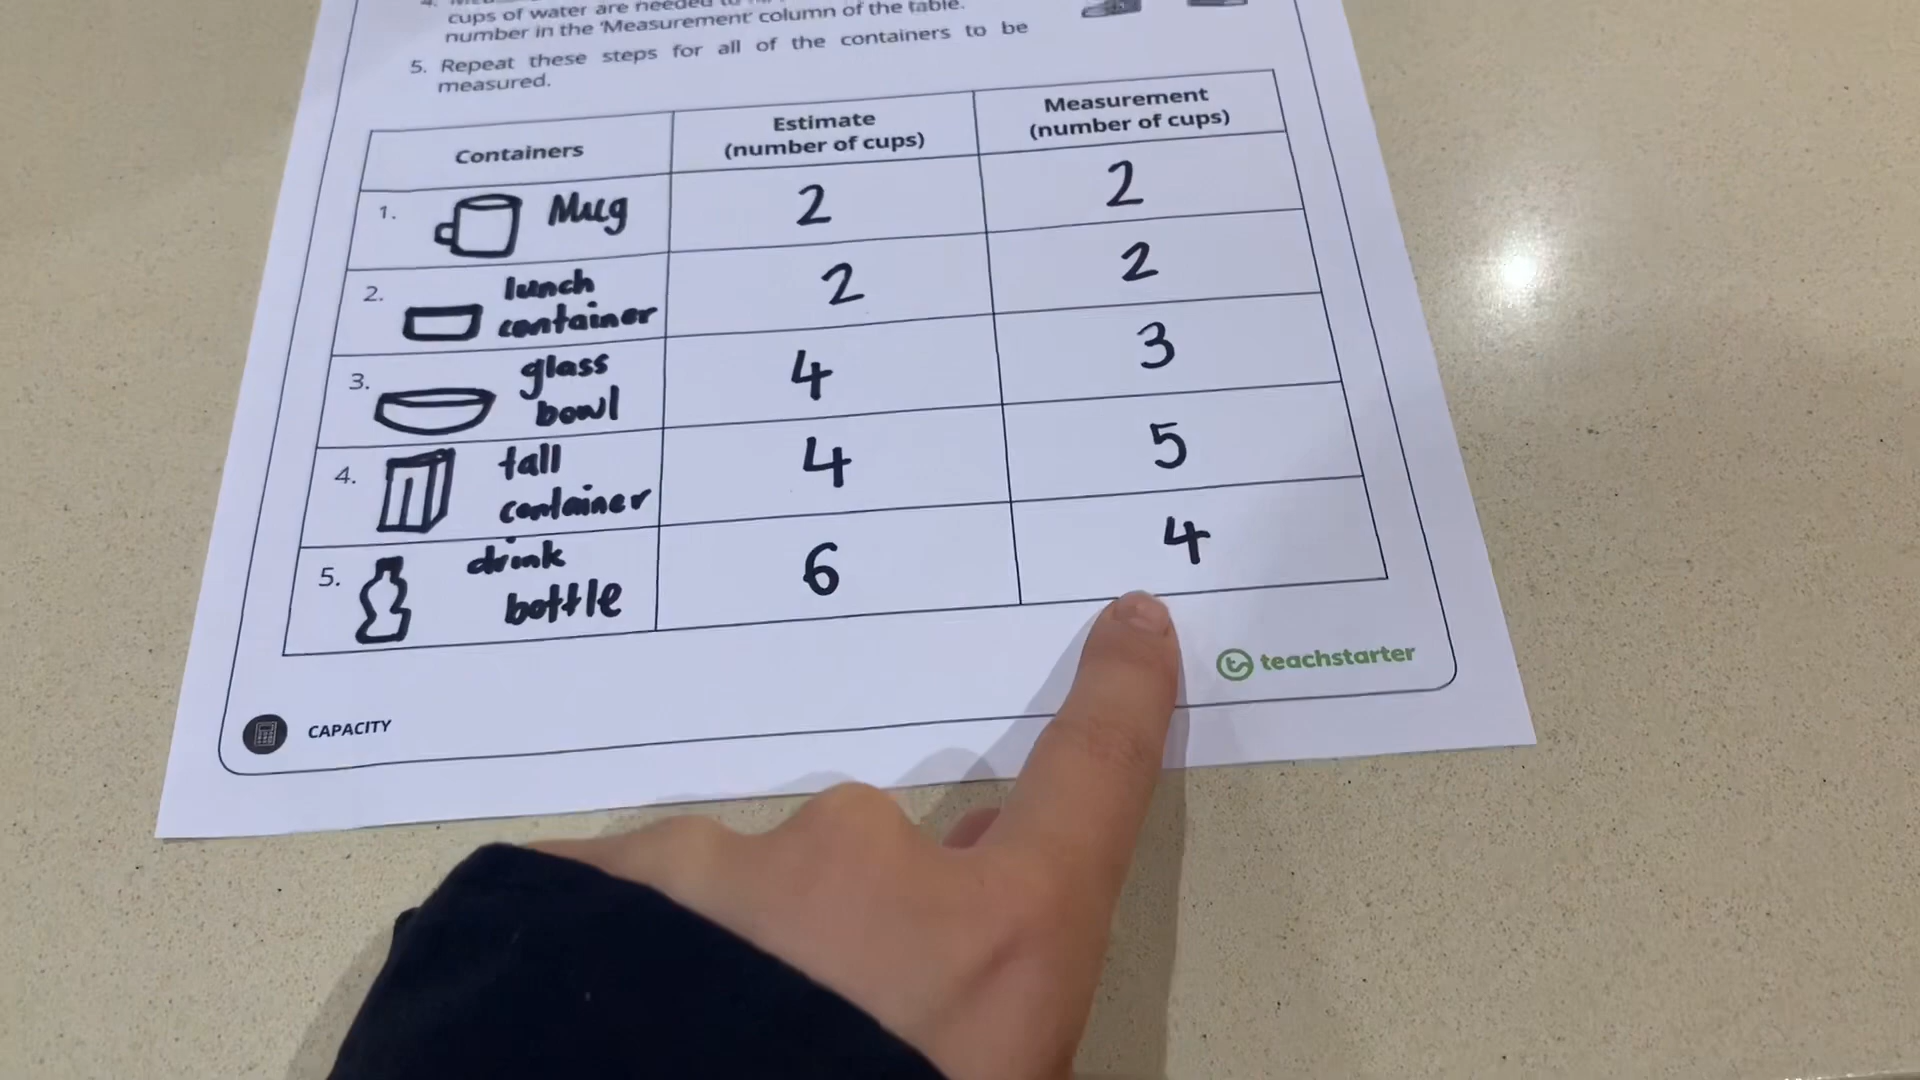 4.
cups of water are needed to
number in the 'Measurement' column of the table.
5. Repeat these steps for all of the containers to be
measured.
Containers
Estimate
(number of cups)
Measurement
(number of cups)
1. Mug
2
2
2. lunch
container
2
2
3. glass
bowl
4
3
4. tall
container
4
5
5. drink
bottle
6
4
teachstarter
CAPACITY